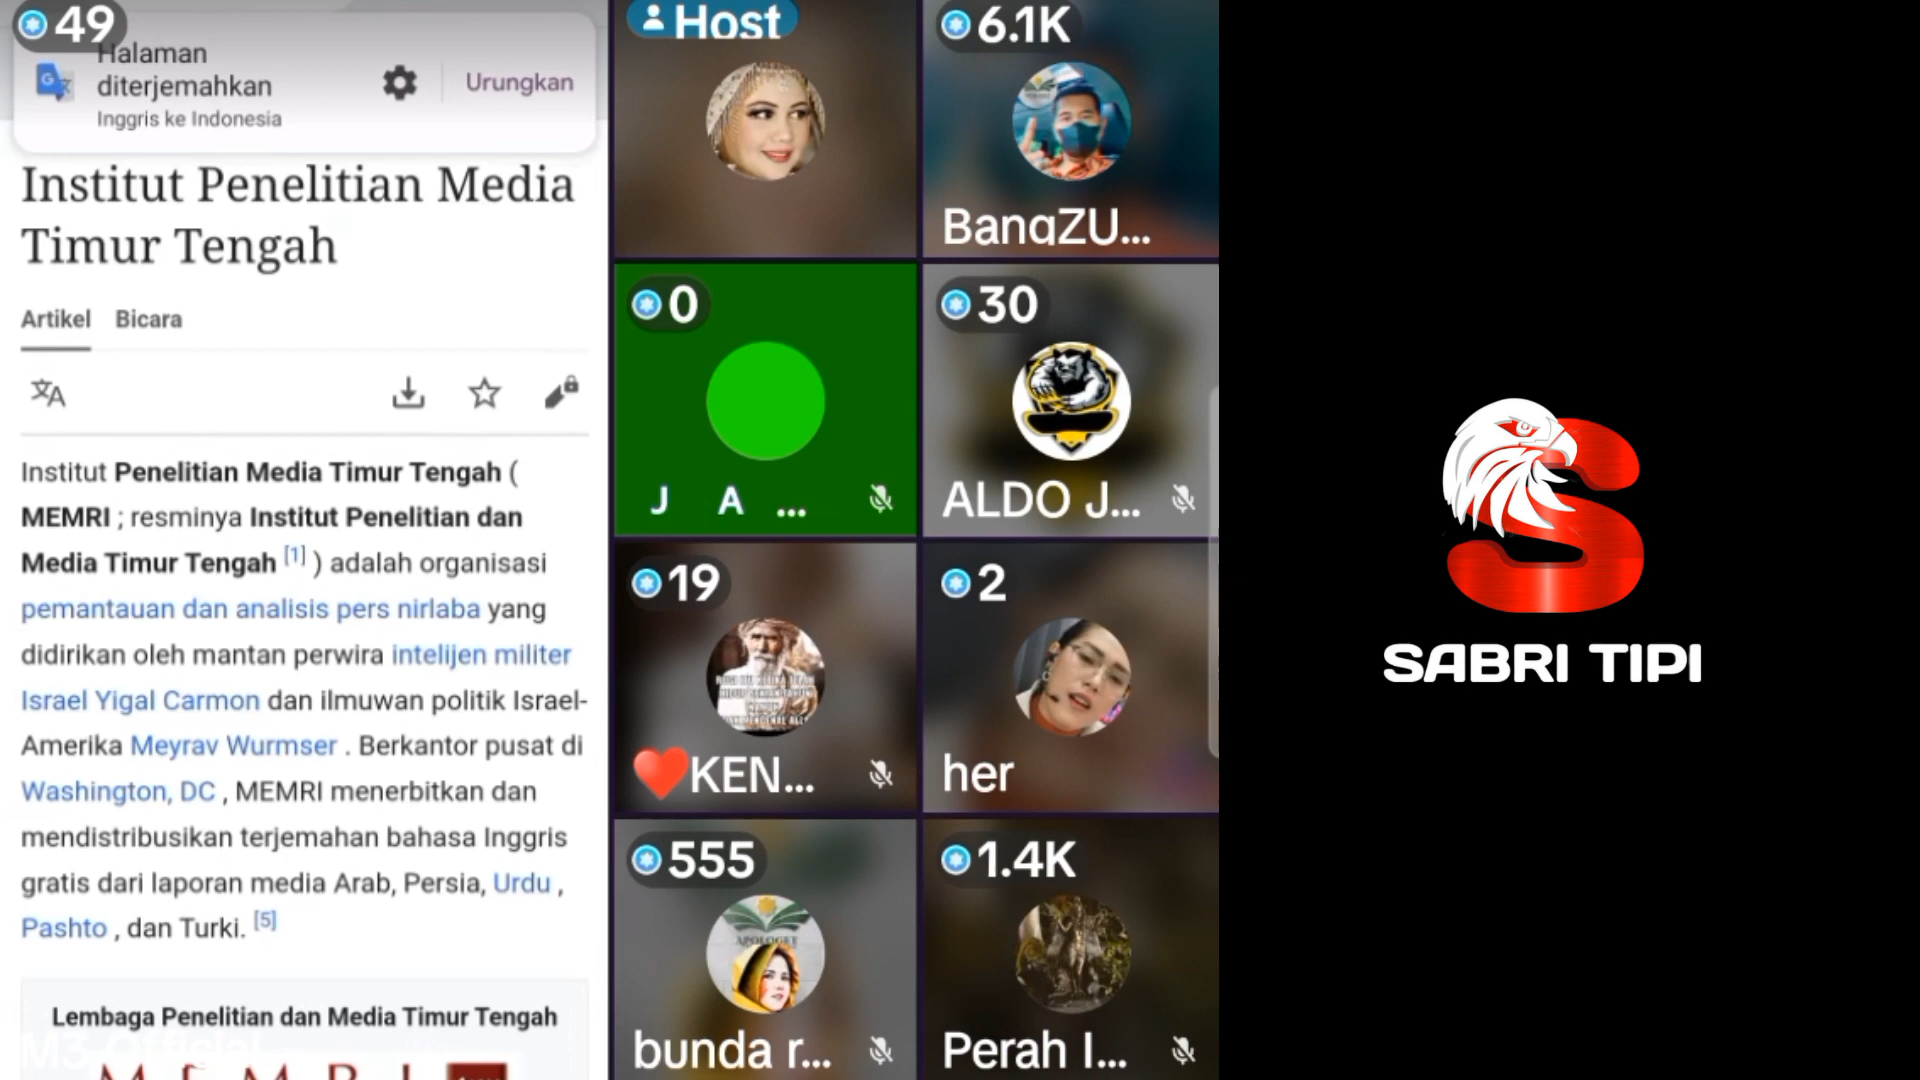 49
Halaman
diterjemahkan
Inggris ke Indonesia
Urungkan
Institut Penelitian Media
Timur Tengah
Artikel Bicara
Institut Penelitian Media Timur Tengah (
MEMRI ; resminya Institut Penelitian dan
Media Timur Tengah [1] ) adalah organisasi
pemantauan dan analisis pers nirlaba yang
didirikan oleh mantan perwira intelijen militer
Israel Yigal Carmon dan ilmuwan politik Israel-
Amerika Meyrav Wurmser . Berkantor pusat di
Washington, DC , MEMRI menerbitkan dan
mendistribusikan terjemahan bahasa Inggris
gratis dari laporan media Arab, Persia, Urdu ,
Pashto , dan Turki. [5]
Lembaga Penelitian dan Media Timur Tengah
M3 Official
MEMRI
Host
6.1K
BangZU...
0
J A ...
30
ALDO J...
19
❤️KEN...
2
her
555
APOLOGET
bunda r...
1.4K
Perah I...
SABRI TIPI